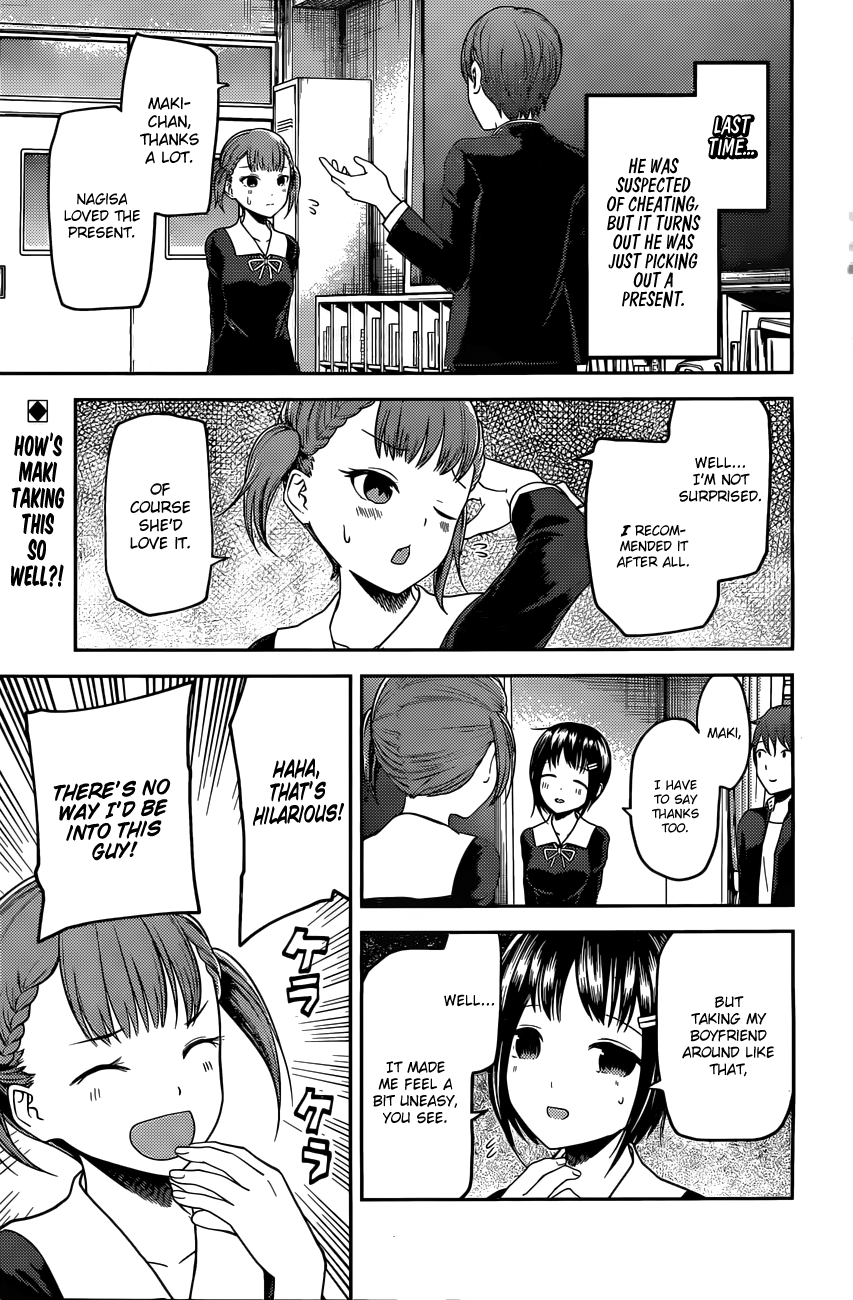 LAST
TIME...
HE WAS
SUSPECTED
OF CHEATING,
BUT IT TURNS
OUT HE WAS
JUST PICKING
OUT A
PRESENT.
MAKI-
CHAN,
THANKS
A LOT.
NAGISA
LOVED THE
PRESENT.
WELL...
I'M NOT
SURPRISED.
I RECOM-
MENDED IT
AFTER ALL.
OF
COURSE
SHE'D
LOVE IT.
HOW'S
MAKI
TAKING
THIS
SO
WELL?!
MAKI,
I HAVE
TO SAY
THANKS
TOO.
BUT
TAKING MY
BOYFRIEND
AROUND LIKE
THAT,
WELL...
IT MADE
ME FEEL A
BIT UNEASY,
YOU SEE.
HAHA,
THAT'S
HILARIOUS!
THERE'S NO
WAY I'D BE
INTO THIS
GUY!
ケラ
ケラ